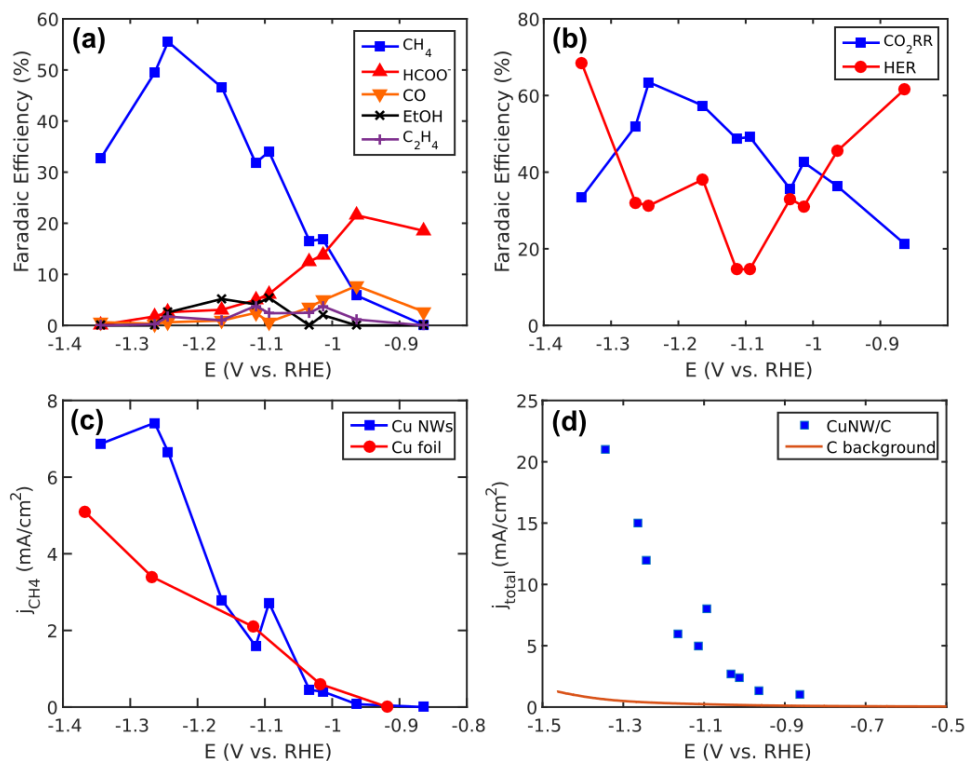 (a)
60
50
40
30
20
10
0
Faradaic Efficiency (%)
CH4
HCOO-
CO
EtOH
C2H4
-1.4 -1.3 -1.2 -1.1 -1 -0.9
E (V vs. RHE)
(b)
80
60
40
20
0
Faradaic Efficiency (%)
CO2RR
HER
-1.4 -1.3 -1.2 -1.1 -1 -0.9
E (V vs. RHE)
(c)
8
6
4
2
0
jCH4 (mA/cm2)
Cu NWs
Cu foil
-1.4 -1.3 -1.2 -1.1 -1 -0.9 -0.8
E (V vs. RHE)
(d)
25
20
15
10
5
0
jtotal (mA/cm2)
CuNW/C
C background
-1.5 -1.3 -1.1 -0.9 -0.7 -0.5
E (V vs. RHE)